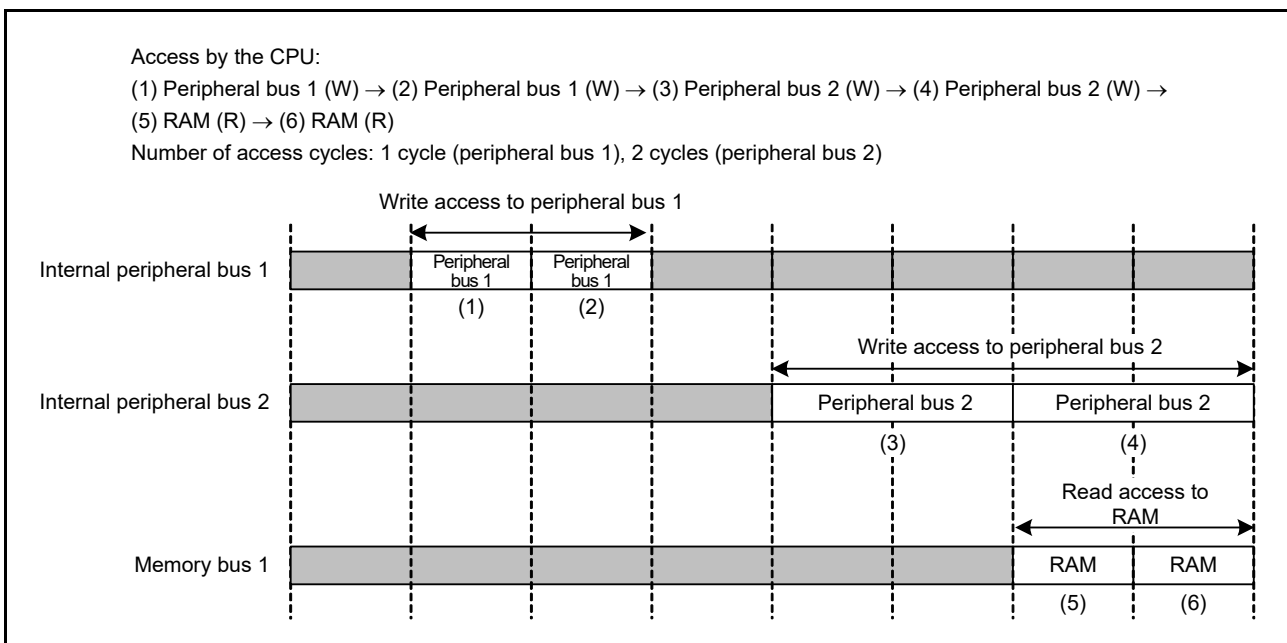 Access by the CPU:
(1) Peripheral bus 1 (W) → (2) Peripheral bus 1 (W) → (3) Peripheral bus 2 (W) → (4) Peripheral bus 2 (W) →
(5) RAM (R) → (6) RAM (R)
Number of access cycles: 1 cycle (peripheral bus 1), 2 cycles (peripheral bus 2)
Write access to peripheral bus 1
Internal peripheral bus 1
Peripheral
bus 1
Peripheral
bus 1
(1)
(2)
Write access to peripheral bus 2
Internal peripheral bus 2
Peripheral bus 2
Peripheral bus 2
(3)
(4)
Read access to
RAM
Memory bus 1
RAM
RAM
(5)
(6)